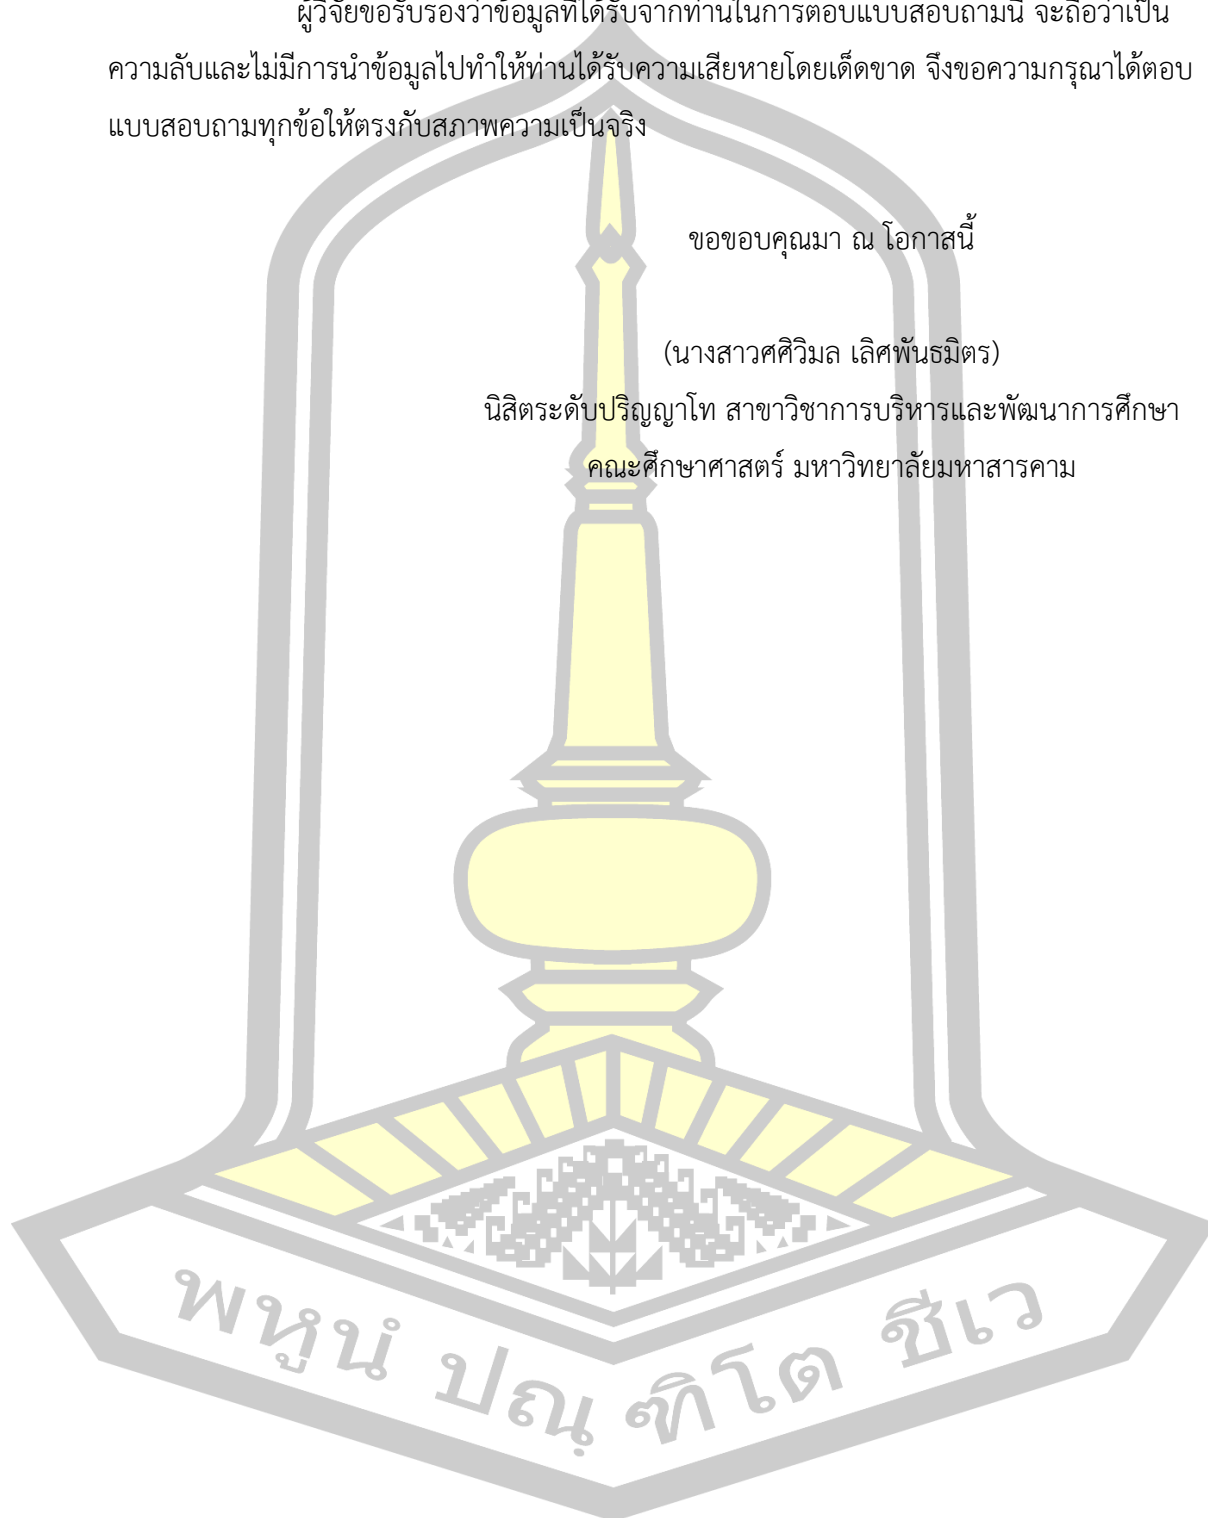 ผู้วิจัยขอรับรองว่าข้อมูลที่ได้รับจากท่านในการตอบแบบสอบถามนี้ จะถือว่าเป็น
ความลับและไม่มีการนำข้อมูลไปทำให้ท่านได้รับความเสียหายโดยเด็ดขาด จึงขอความกรุณาได้ตอบ
แบบสอบถามทุกข้อให้ตรงกับสภาพความเป็นจริง
ขอขอบคุณมา ณ โอกาสนี้
(นางสาวศศิวิมล เลิศพันธมิตร)
นิสิตระดับปริญญาโท สาขาวิชาการบริหารและพัฒนาการศึกษา
คณะศึกษาศาสตร์ มหาวิทยาลัยมหาสารคาม
พหูนํ ปณฺฑิโต ชีเว